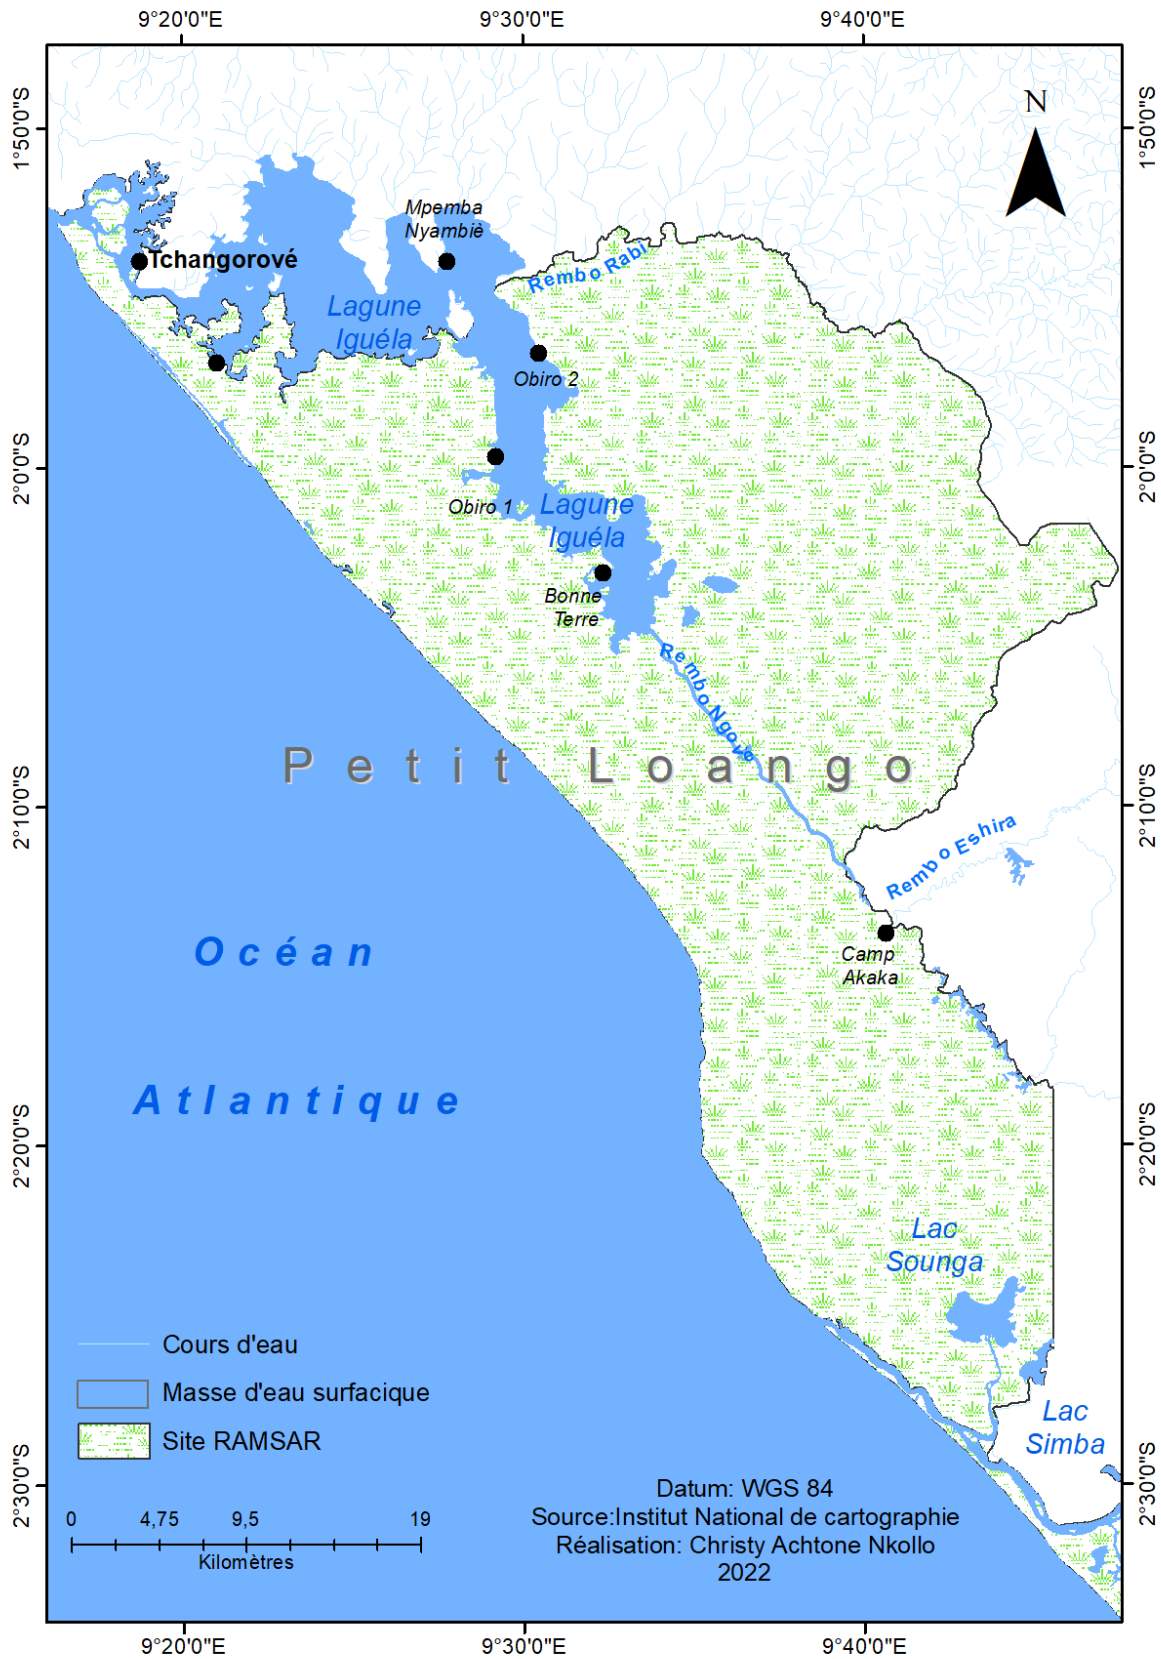 9°20'0"E
9°30'0"E
9°40'0"E
1°50'0"S
1°50'0"S
N
Mpemba
Nyambiè
Tchangorové
Rembo Rabi
Lagune
Iguéla
Obiro 2
2°0'0"S
2°0'0"S
Obiro 1
Lagune
Iguéla
Bonne
Terre
Rembo Ngové
Petit Loango
2°10'0"S
2°10'0"S
Rembo Eshira
Océan
Camp
Akaka
Atlantique
2°20'0"S
2°20'0"S
Lac
Sounga
Cours d'eau
Masse d'eau surfacique
Site RAMSAR
Lac
Simba
2°30'0"S
2°30'0"S
0 4,75 9,5 19
Kilomètres
Datum: WGS 84
Source:Institut National de cartographie
Réalisation: Christy Achtone Nkollo
2022
9°20'0"E
9°30'0"E
9°40'0"E